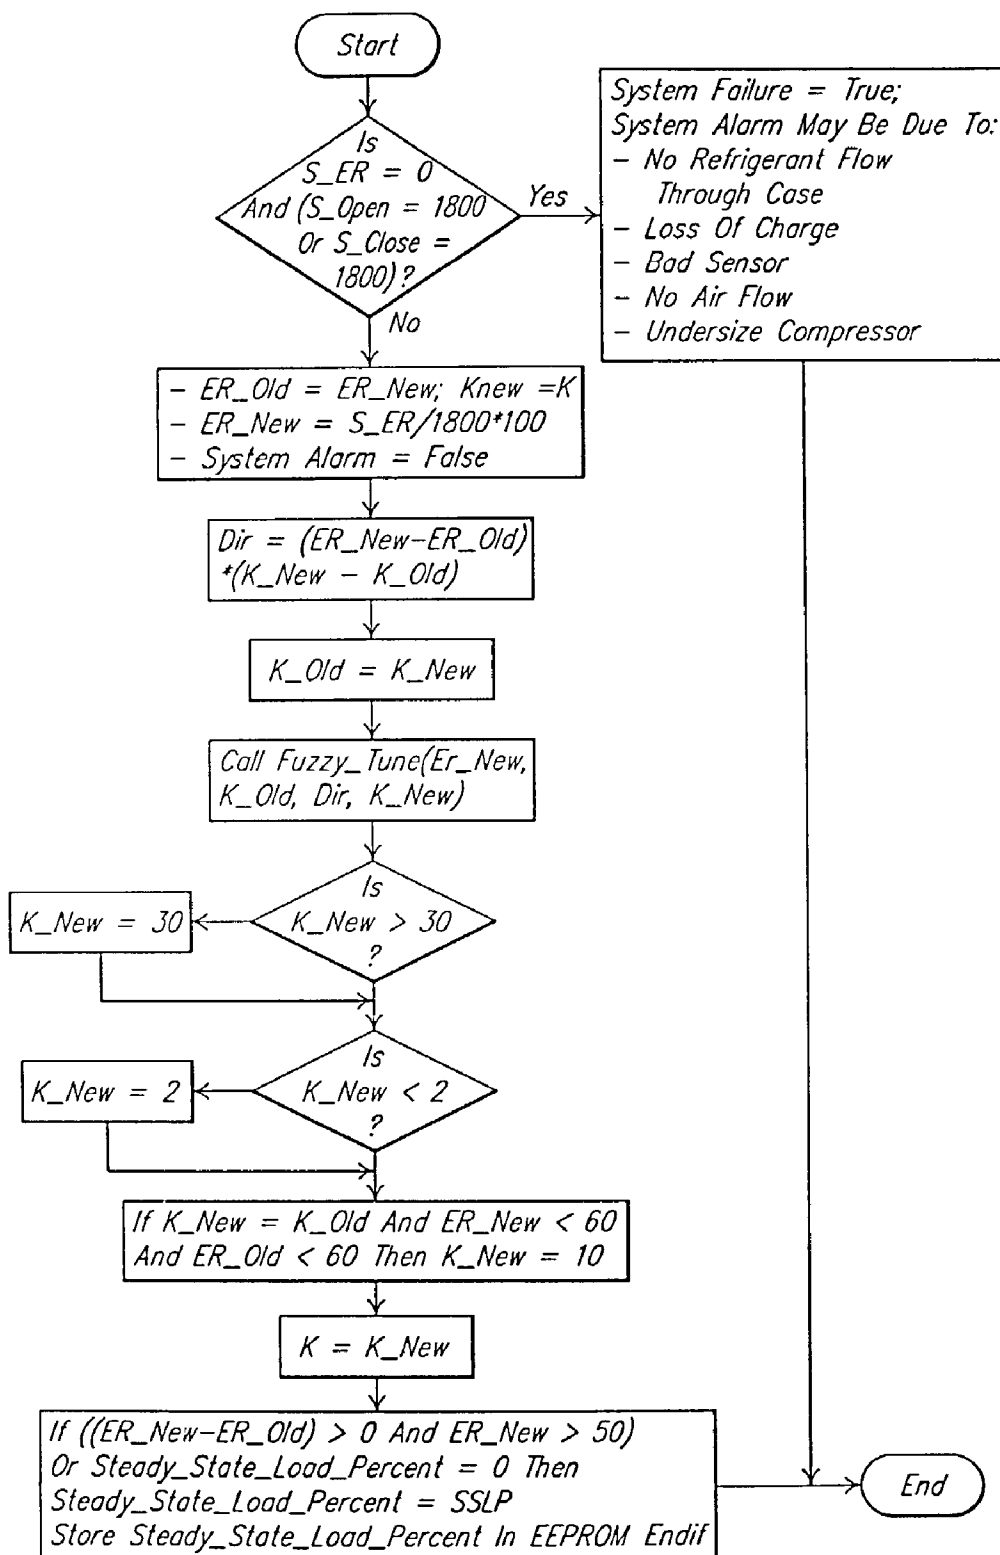 Start
Is
S_ER = 0
And (S_Open = 1800
Or S_Close =
1800)?
Yes
No
System Failure = True;
System Alarm May Be Due To:
- No Refrigerant Flow
Through Case
- Loss Of Charge
- Bad Sensor
- No Air Flow
- Undersize Compressor
- ER_Old = ER_New; Knew =K
- ER_New = S_ER/1800*100
- System Alarm = False
Dir = (ER_New-ER_Old)
*(K_New - K_Old)
K_Old = K_New
Call Fuzzy_Tune(Er_New,
K_Old, Dir, K_New)
Is
K_New > 30
?
K_New = 30
Is
K_New < 2
?
K_New = 2
If K_New = K_Old And ER_New < 60
And ER_Old < 60 Then K_New = 10
K = K_New
If ((ER_New-ER_Old) > 0 And ER_New > 50)
Or Steady_State_Load_Percent = 0 Then
Steady_State_Load_Percent = SSLP
Store Steady_State_Load_Percent In EEPROM Endif
End